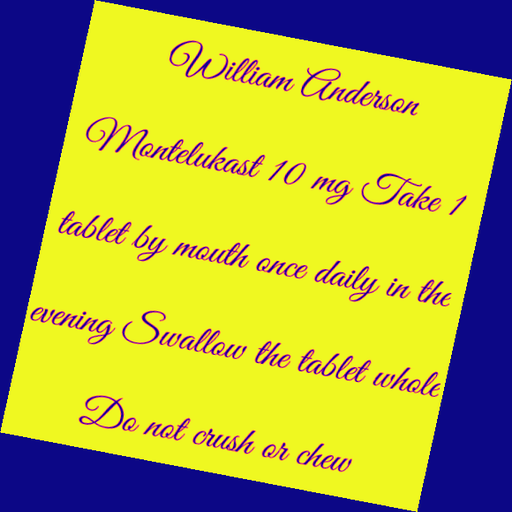 William Anderson
Montelukast 10 mg Take 1
tablet by mouth once daily in the
evening Swallow the tablet whole
Do not crush or chew